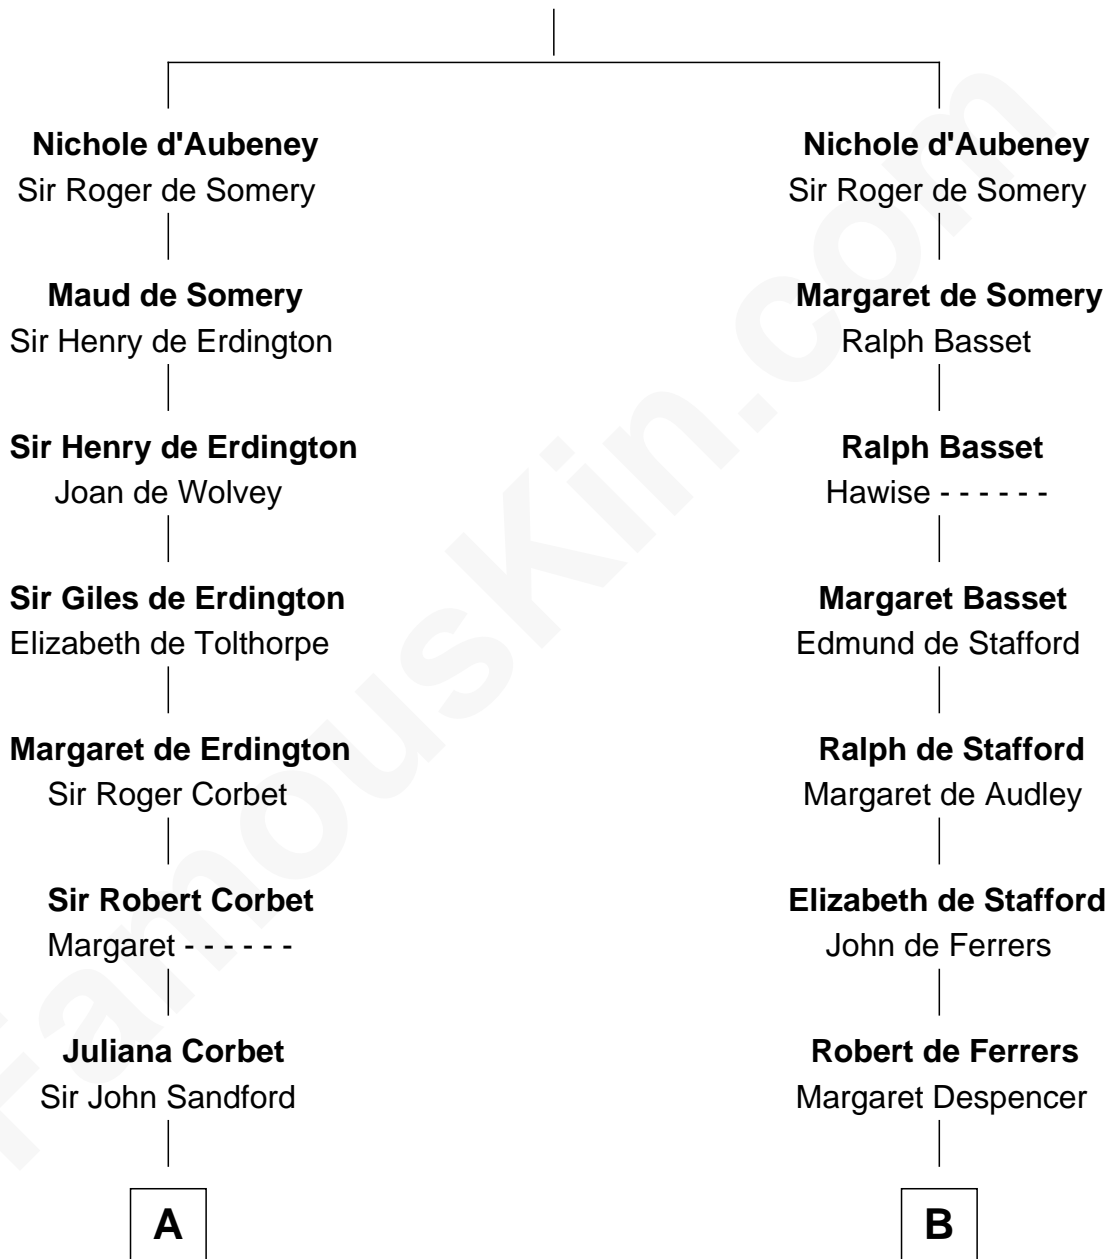 Nichole d'Aubeney
Sir Roger de Somery
Maud de Somery
Sir Henry de Erdington
Sir Henry de Erdington
Joan de Wolvey
Sir Giles de Erdington
Elizabeth de Tolthorpe
Margaret de Erdington
Sir Roger Corbet
Sir Robert Corbet
Margaret - - - - - -
Juliana Corbet
Sir John Sandford
A
Nichole d'Aubeney
Sir Roger de Somery
Margaret de Somery
Ralph Basset
Ralph Basset
Hawise - - - - - -
Margaret Basset
Edmund de Stafford
Ralph de Stafford
Margaret de Audley
Elizabeth de Stafford
John de Ferrers
Robert de Ferrers
Margaret Despencer
B
FamousKin.com